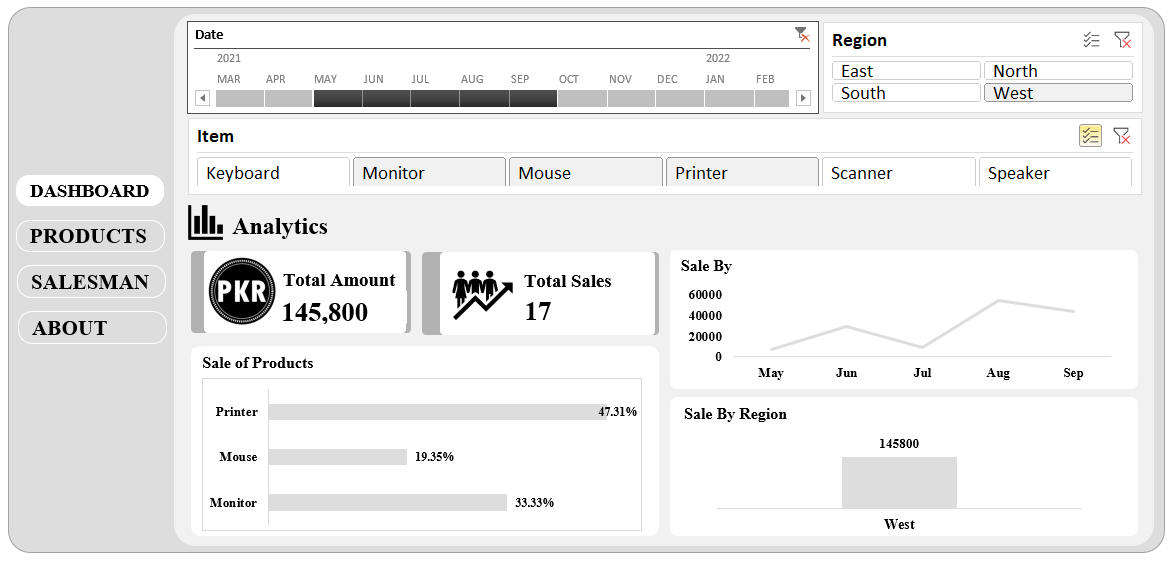 Date
2021 2022
MAR APR MAY JUN JUL AUG SEP OCT NOV DEC JAN FEB
Region
East North
South West
Item
Keyboard Monitor Mouse Printer Scanner Speaker
DASHBOARD
PRODUCTS
SALESMAN
ABOUT
Analytics
PKR
Total Amount
145,800
Total Sales
17
Sale By
60000
40000
20000
0
May Jun Jul Aug Sep
Sale of Products
Printer 47.31%
Mouse 19.35%
Monitor 33.33%
Sale By Region
145800
West